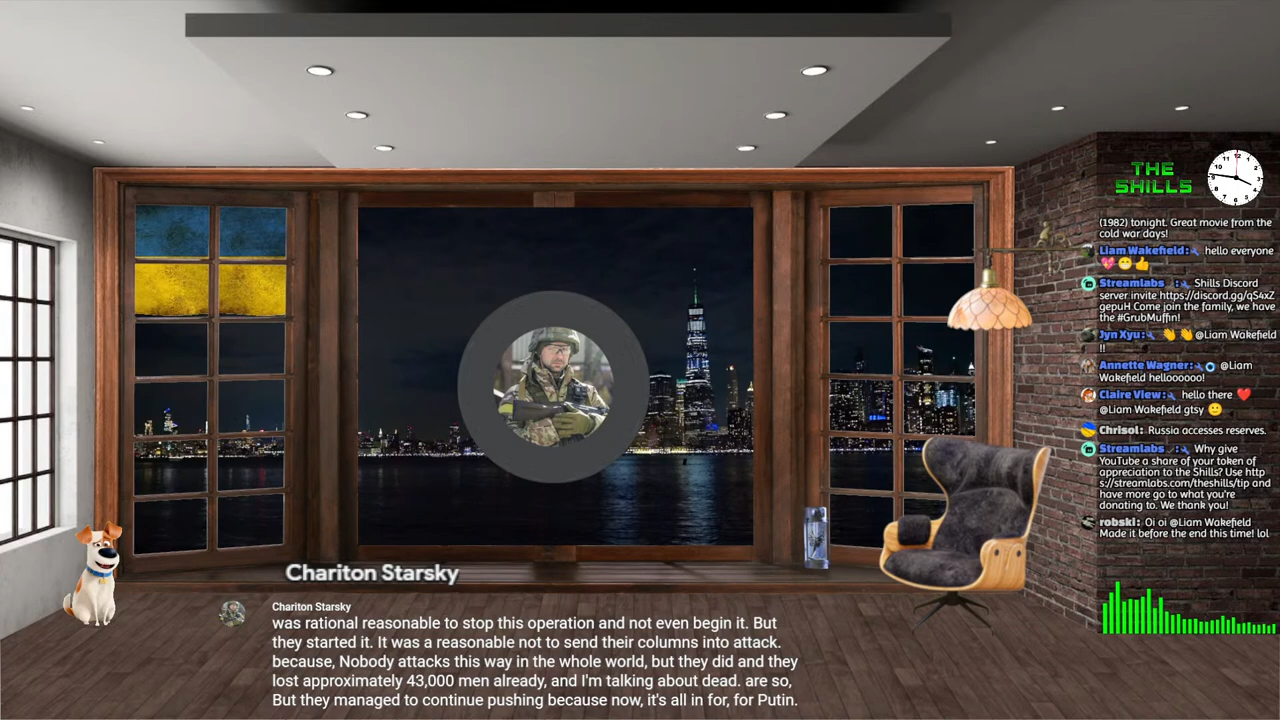 THE
SHILLS
(1982) tonight. Great movie from the
cold war days!
Liam Wakefield: hello everyone
Streamlabs : Shills Discord
server invite https://discord.gg/qS4xZ
gepuH Come join the family, we have
the #GrubMuffin!
Jyn Xyu: @Liam Wakefield
!!
Annette Wagner: @Liam
Wakefield helloooooo!
Claire View: hello there
@Liam Wakefield gtsy
Chrisol: Russia accesses reserves.
Streamlabs : Why give
YouTube a share of your token of
appreciation to the Shills? Use http
s://streamlabs.com/theshills/tip and
have more go to what you're
donating to. We thank you!
robski: Oi oi @Liam Wakefield
Made it before the end this time! lol
Chariton Starsky
Chariton Starsky
was rational reasonable to stop this operation and not even begin it. But
they started it. It was a reasonable not to send their columns into attack.
because, Nobody attacks this way in the whole world, but they did and they
lost approximately 43,000 men already, and I'm talking about dead. are so,
But they managed to continue pushing because now, it's all in for, for Putin.